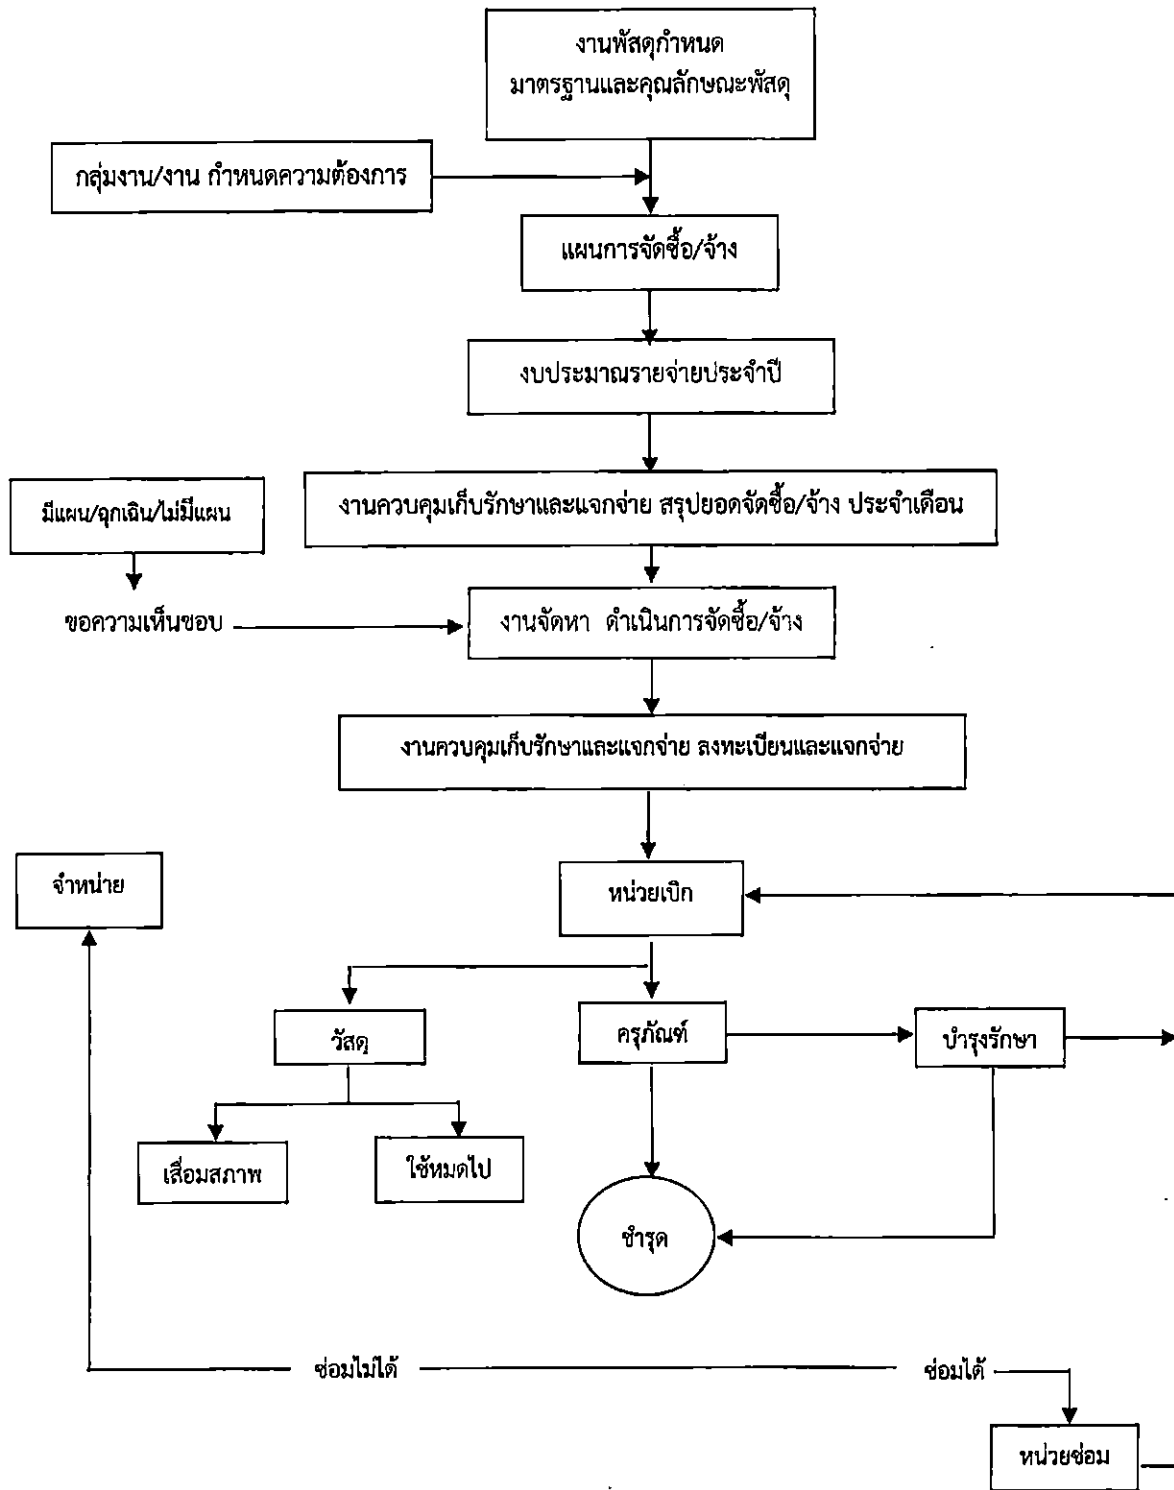 งานพัสดุกำหนด
มาตรฐานและคุณลักษณะพัสดุ
กลุ่มงาน/งาน กำหนดความต้องการ
แผนการจัดซื้อ/จ้าง
งบประมาณรายจ่ายประจำปี
งานควบคุมเก็บรักษาและแจกจ่าย สรุปยอดจัดซื้อ/จ้าง ประจำเดือน
มีแผน/ฉุกเฉิน/ไม่มีแผน
ขอความเห็นชอบ
งานจัดหา ดำเนินการจัดซื้อ/จ้าง
งานควบคุมเก็บรักษาและแจกจ่าย ลงทะเบียนและแจกจ่าย
จำหน่าย
หน่วยเบิก
วัสดุ
ครุภัณฑ์
บำรุงรักษา
เสื่อมสภาพ
ใช้หมดไป
ชำรุด
ซ่อมไม่ได้
ซ่อมได้
หน่วยซ่อม